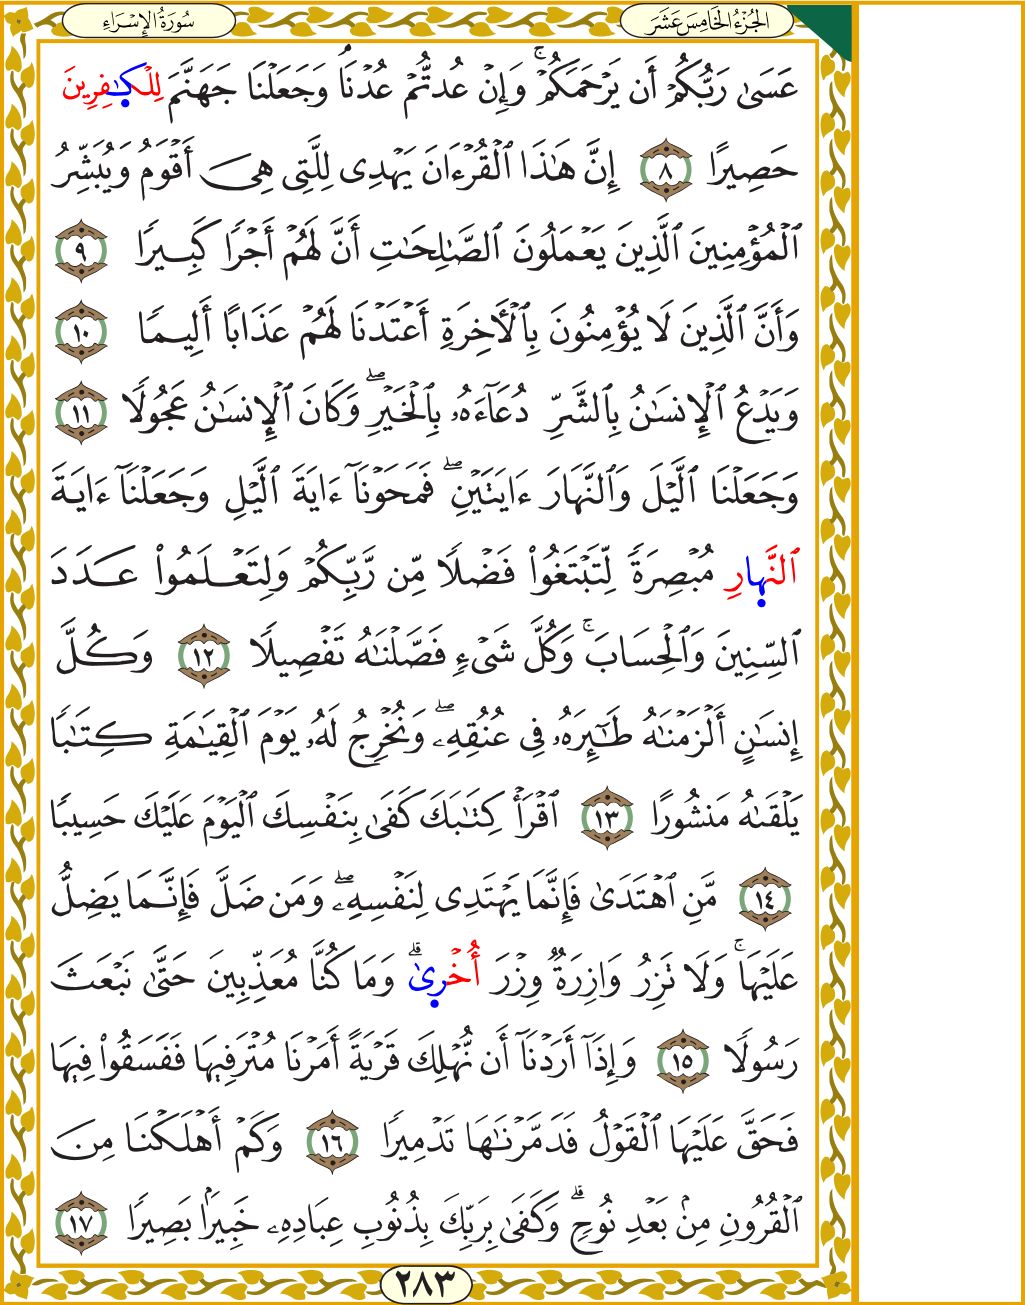 الجُزْءُ الخَامِسَ عَشَرَ
سُورَةُ الإِسْرَاءِ
عَسَىٰ رَبُّكُمْ أَن يَرْحَمَكُمْۚ وَإِنْ عُدتُّمْ عُدْنَاۘ وَجَعَلْنَا جَهَنَّمَ لِلْكَٰفِرِينَ
حَصِيرًا ٨ إِنَّ هَٰذَا ٱلْقُرْءَانَ يَهْدِى لِلَّتِى هِىَ أَقْوَمُ وَيُبَشِّرُ
ٱلْمُؤْمِنِينَ ٱلَّذِينَ يَعْمَلُونَ ٱلصَّٰلِحَٰتِ أَنَّ لَهُمْ أَجْرًا كَبِيرًا ٩
وَأَنَّ ٱلَّذِينَ لَا يُؤْمِنُونَ بِٱلْأَخِرَةِ أَعْتَدْنَا لَهُمْ عَذَابًا أَلِيمًا ١٠
وَيَدْعُ ٱلْإِنسَٰنُ بِٱلشَّرِّ دُعَآءَهُۥ بِٱلْخَيْرِۖ وَكَانَ ٱلْإِنسَٰنُ عَجُولًا ١١
وَجَعَلْنَا ٱلَّيْلَ وَٱلنَّهَارَ ءَايَتَيْنِۖ فَمَحَوْنَآ ءَايَةَ ٱلَّيْلِ وَجَعَلْنَآ ءَايَةَ
ٱلنَّهارِ مُبْصِرَةً لِّتَبْتَغُوا۟ فَضْلًا مِّن رَّبِّكُمْ وَلِتَعْلَمُوا۟ عَدَدَ
ٱلسِّنِينَ وَٱلْحِسَابَۚ وَكُلَّ شَىْءٍ فَصَّلْنَٰهُ تَفْصِيلًا ١٢ وَكُلَّ
إِنسَٰنٍ أَلْزَمْنَٰهُ طَٰٓئِرَهُۥ فِى عُنُقِهِۦۖ وَنُخْرِجُ لَهُۥ يَوْمَ ٱلْقِيَٰمَةِ كِتَٰبًا
يَلْقَىٰهُ مَنشُورًا ١٣ ٱقْرَأْ كِتَٰبَكَ كَفَىٰ بِنَفْسِكَ ٱلْيَوْمَ عَلَيْكَ حَسِيبًا
١٤ مَّنِ ٱهْتَدَىٰ فَإِنَّمَا يَهْتَدِى لِنَفْسِهِۦۖ وَمَن ضَلَّ فَإِنَّمَا يَضِلُّ
عَلَيْهَاۚ وَلَا تَزِرُ وَازِرَةٌ وِزْرَ أُخْرىٰۗ وَمَا كُنَّا مُعَذِّبِينَ حَتَّىٰ نَبْعَثَ
رَسُولًا ١٥ وَإِذَآ أَرَدْنَآ أَن نُّهْلِكَ قَرْيَةً أَمَرْنَا مُتْرَفِيهَا فَفَسَقُوا۟ فِيهَا
فَحَقَّ عَلَيْهَا ٱلْقَوْلُ فَدَمَّرْنَٰهَا تَدْمِيرًا ١٦ وَكَمْ أَهْلَكْنَا مِنَ
ٱلْقُرُونِ مِنۢ بَعْدِ نُوحٍۗ وَكَفَىٰ بِرَبِّكَ بِذُنُوبِ عِبَادِهِۦ خَبِيرًۢا بَصِيرًا ١٧
٢٨٣